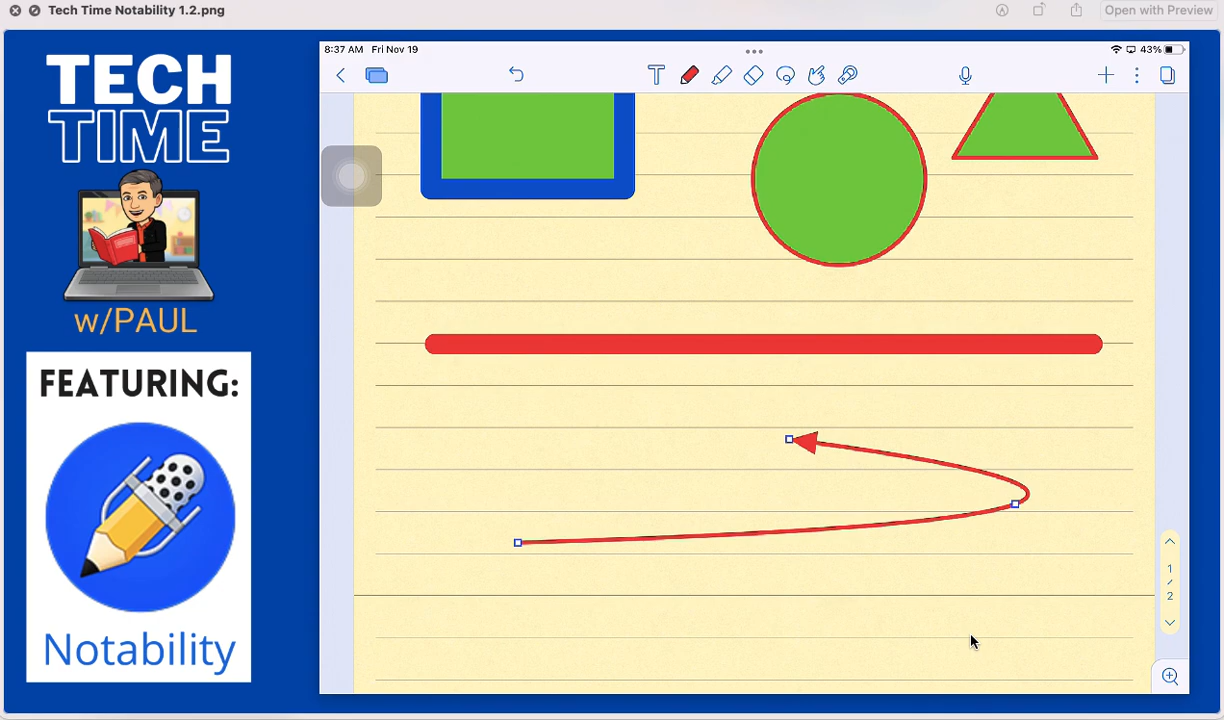 Tech Time Notability 1.2.png
Open with Preview
TECH
TIME
w/PAUL
FEATURING:
Notability
8:37 AM Fri Nov 19
43%
T
1
/
2